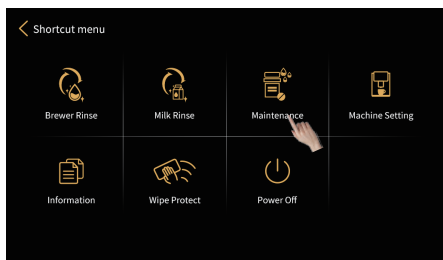 Shortcut menu
Brewer Rinse
Milk Rinse
Maintenance
Machine Setting
Information
Wipe Protect
Power Off